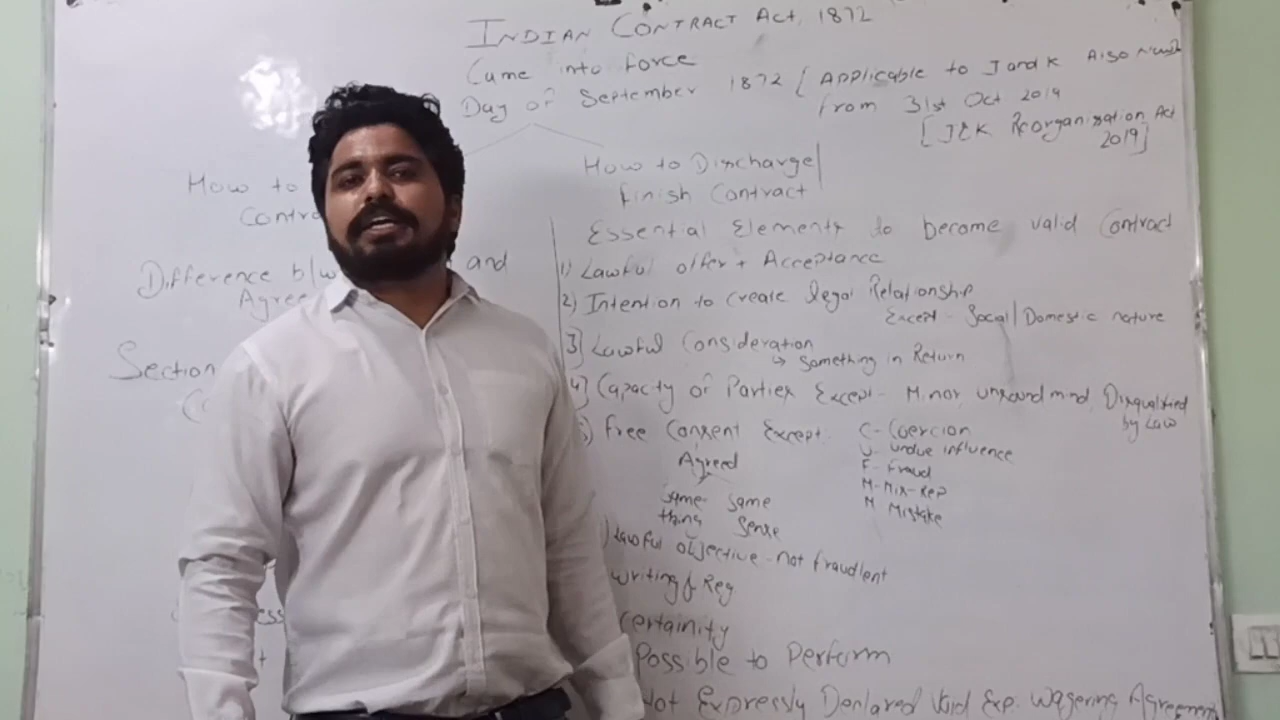 INDIAN CONTRACT Act, 1872
Came into force
Day of September 1872 [Applicable to J and K Also Now
from 31st Oct 2019
[J&K Reorganisation Act
2019]
How to
Contra
How to Discharge/
Finish Contract
Difference b/w and
Agree
Section
Essential Elements to become valid Contract
1) Lawful offer + Acceptance
2) Intention to create legal Relationship
Except - Social/Domestic nature
3] Lawful Consideration
↳ something in Return
4] Capacty of Parties Except - Minor, unsound mind, Disqualified
by Law
) Free Consent Except
Agreed
same same
thing sense
C - Coercion
U - undue influence
F - Fraud
M - Mis-Rep
M Mistake
) Lawful objective - not fraudlent
writing & Reg
Certainity
Possible to Perform
Not Expressly Declared Void Exp. Wagering Agreement